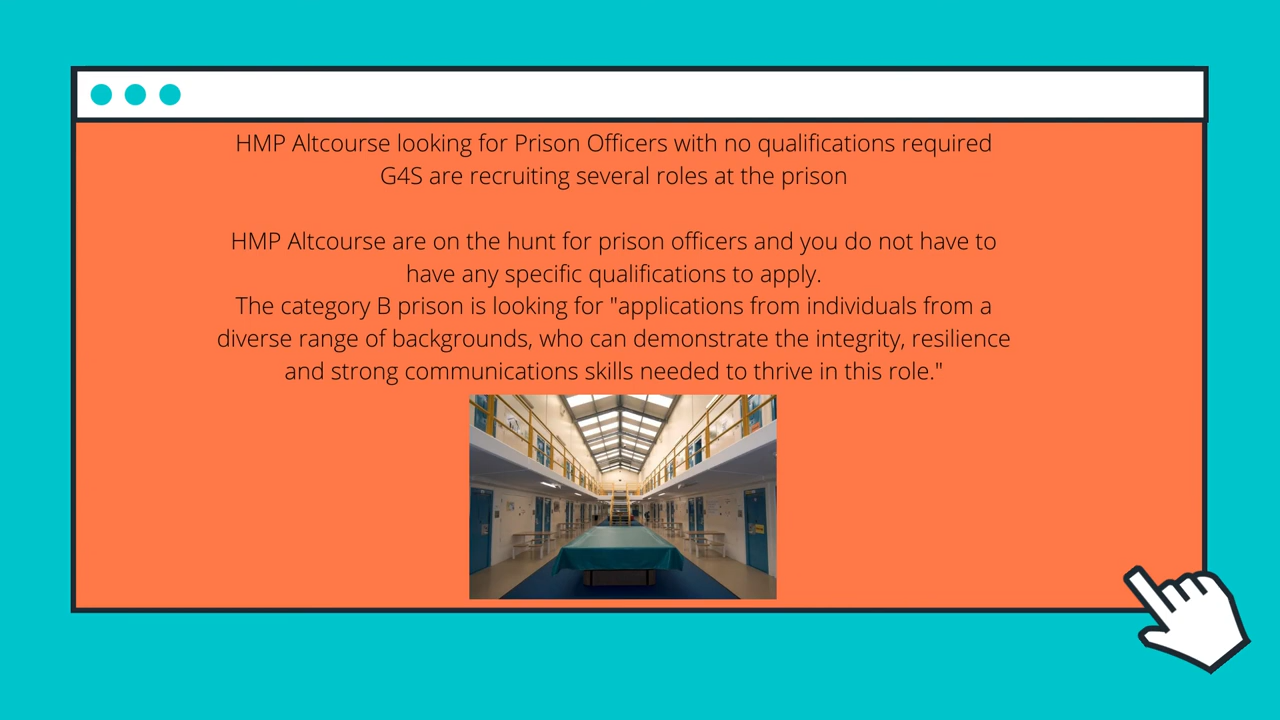 HMP Altcourse looking for Prison Officers with no qualifications required
G4S are recruiting several roles at the prison
HMP Altcourse are on the hunt for prison officers and you do not have to
have any specific qualifications to apply.
The category B prison is looking for "applications from individuals from a
diverse range of backgrounds, who can demonstrate the integrity, resilience
and strong communications skills needed to thrive in this role."